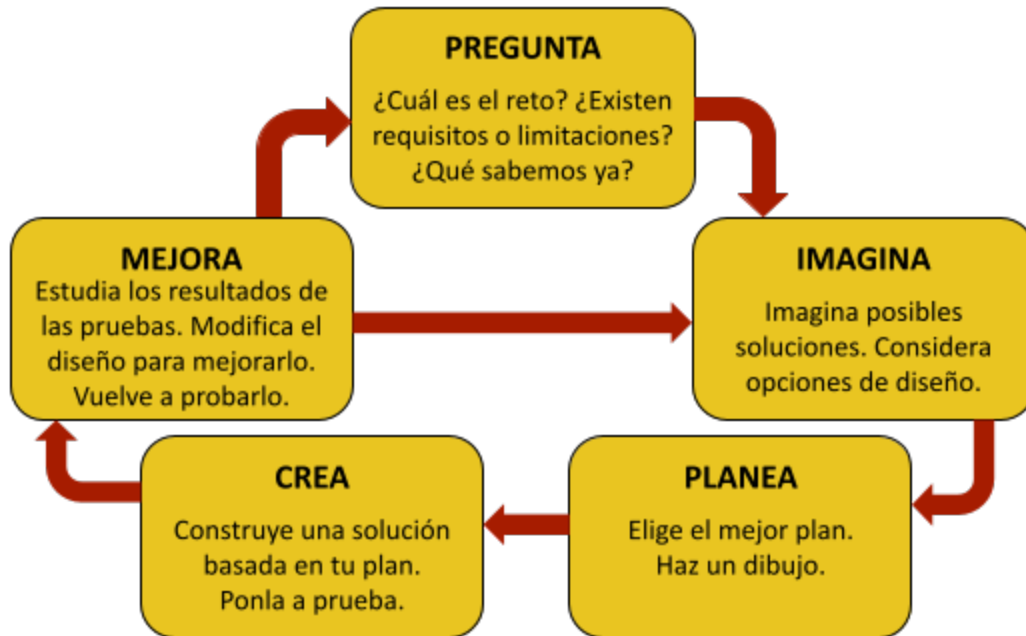 PREGUNTA
¿Cuál es el reto? ¿Existen
requisitos o limitaciones?
¿Qué sabemos ya?
IMAGINA
Imagina posibles
soluciones. Considera
opciones de diseño.
PLANEA
Elige el mejor plan.
Haz un dibujo.
CREA
Construye una solución
basada en tu plan.
Ponla a prueba.
MEJORA
Estudia los resultados de
las pruebas. Modifica el
diseño para mejorarlo.
Vuelve a probarlo.